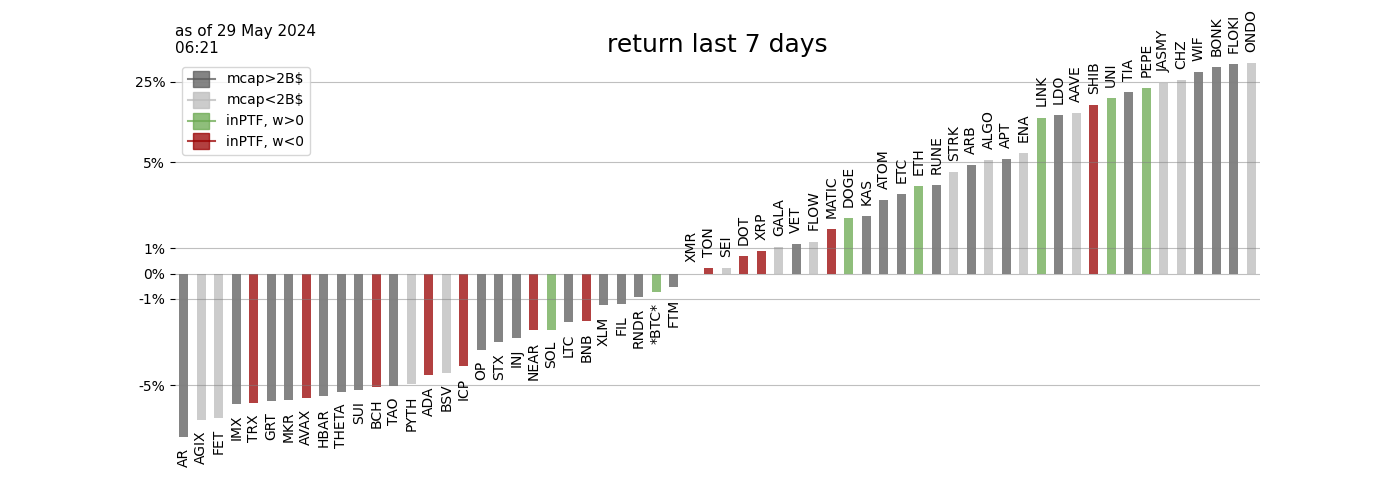 as of 29 May 2024
06:21
return last 7 days
mcap>2B$
mcap<2B$
inPTF, w>0
inPTF, w<0
25%
5%
1%
0%
-1%
-5%
AR
AGIX
FET
IMX
TRX
GRT
MKR
AVAX
HBAR
THETA
SUI
BCH
TAO
PYTH
ADA
BSV
ICP
OP
STX
INJ
NEAR
SOL
LTC
BNB
XLM
FIL
RNDR
*BTC*
FTM
XMR
TON
SEI
DOT
XRP
GALA
VET
FLOW
MATIC
DOGE
KAS
ATOM
ETC
ETH
RUNE
STRK
ARB
ALGO
APT
ENA
LINK
LDO
AAVE
SHIB
UNI
TIA
PEPE
JASMY
CHZ
WIF
BONK
FLOKI
ONDO